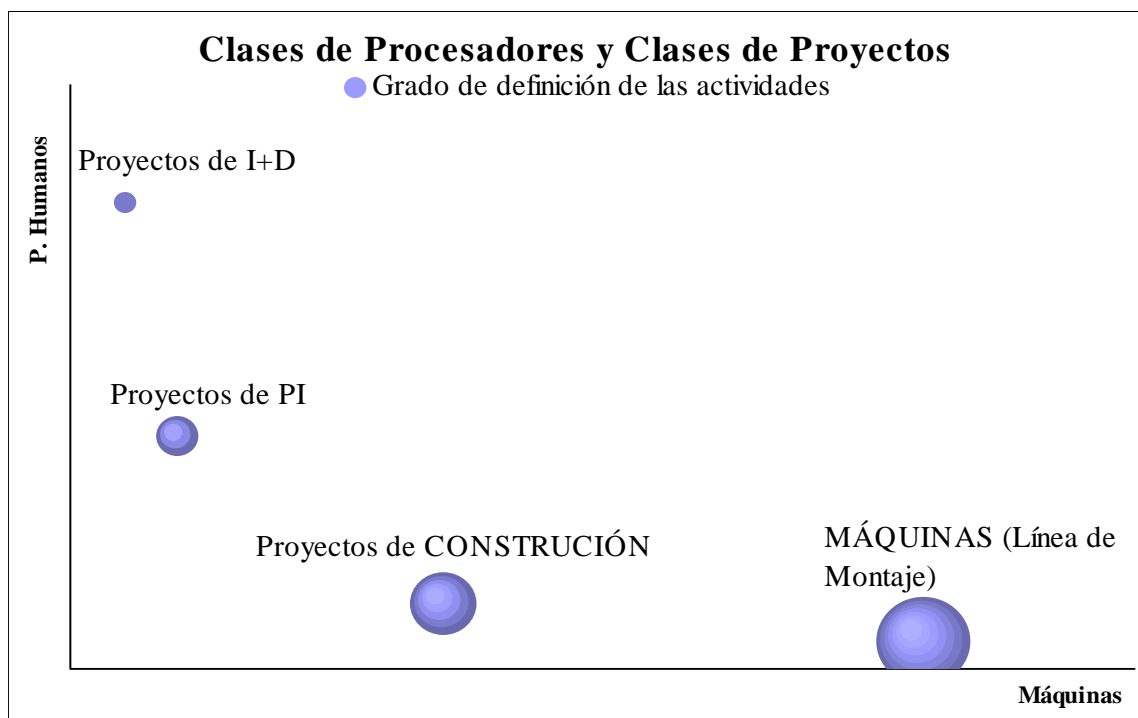 Clases de Procesadores y Clases de Proyectos
Grado de definición de las actividades
P. Humanos
Proyectos de I+D
Proyectos de PI
Proyectos de CONSTRUCIÓN
MÁQUINAS (Línea de
Montaje)
Máquinas